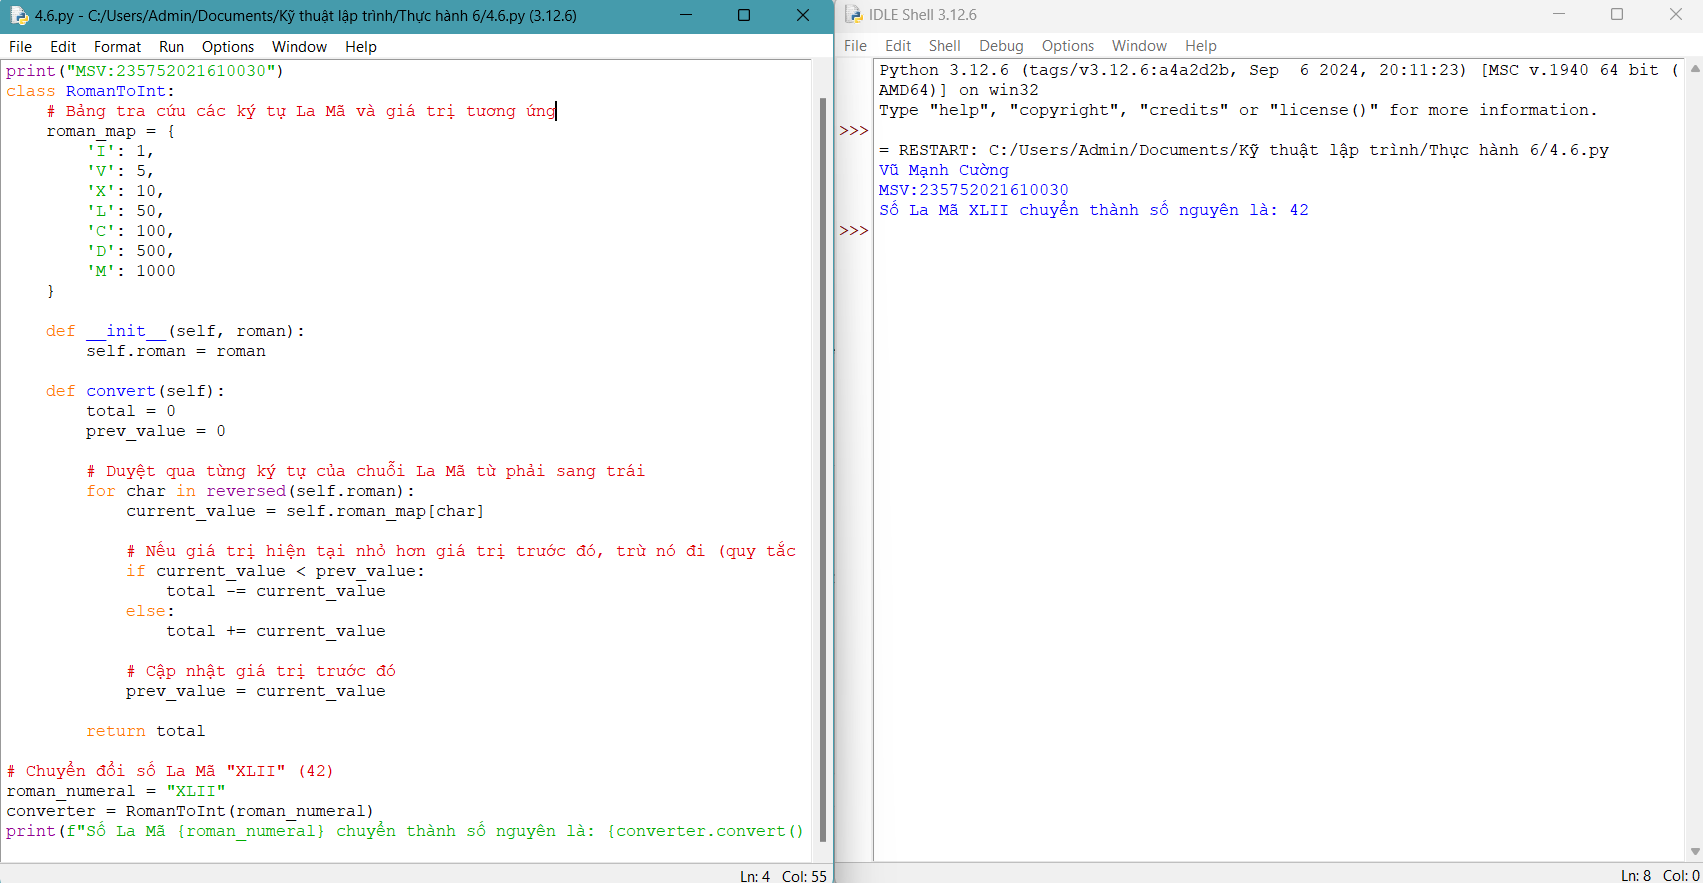 4.6.py - C:/Users/Admin/Documents/Kỹ thuật lập trình/Thực hành 6/4.6.py (3.12.6)
File Edit Format Run Options Window Help
print("MSV:235752021610030")
class RomanToInt:
    # Bảng tra cứu các ký tự La Mã và giá trị tương ứng
    roman_map = {
        'I': 1,
        'V': 5,
        'X': 10,
        'L': 50,
        'C': 100,
        'D': 500,
        'M': 1000
    }
    def __init__(self, roman):
        self.roman = roman
    def convert(self):
        total = 0
        prev_value = 0
        # Duyệt qua từng ký tự của chuỗi La Mã từ phải sang trái
        for char in reversed(self.roman):
            current_value = self.roman_map[char]
            # Nếu giá trị hiện tại nhỏ hơn giá trị trước đó, trừ nó đi (quy tắc
            if current_value < prev_value:
                total -= current_value
            else:
                total += current_value
            # Cập nhật giá trị trước đó
            prev_value = current_value
        return total
# Chuyển đổi số La Mã "XLII" (42)
roman_numeral = "XLII"
converter = RomanToInt(roman_numeral)
print(f"Số La Mã {roman_numeral} chuyển thành số nguyên là: {converter.convert()
Ln: 4 Col: 55
IDLE Shell 3.12.6
File Edit Shell Debug Options Window Help
Python 3.12.6 (tags/v3.12.6:a4a2d2b, Sep  6 2024, 20:11:23) [MSC v.1940 64 bit (
AMD64)] on win32
Type "help", "copyright", "credits" or "license()" for more information.
>>>
= RESTART: C:/Users/Admin/Documents/Kỹ thuật lập trình/Thực hành 6/4.6.py
Vũ Mạnh Cường
MSV:235752021610030
Số La Mã XLII chuyển thành số nguyên là: 42
>>>
Ln: 8 Col: 0